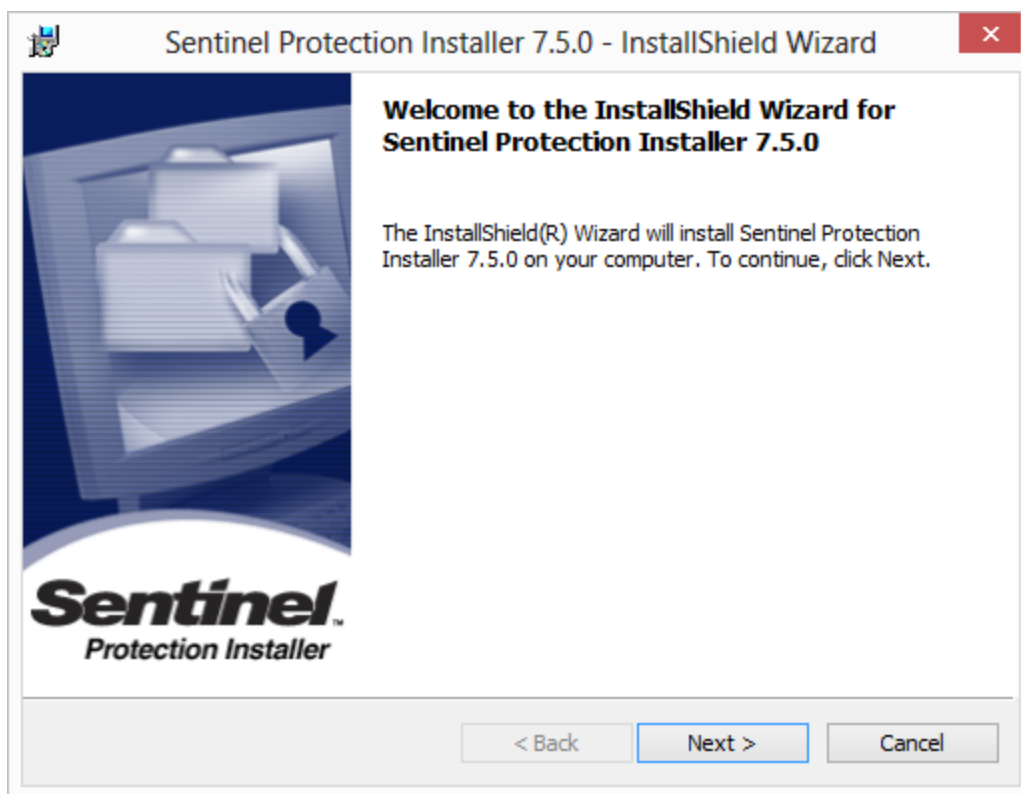 Sentinel Protection Installer 7.5.0 - InstallShield Wizard
Welcome to the InstallShield Wizard for
Sentinel Protection Installer 7.5.0
The InstallShield(R) Wizard will install Sentinel Protection
Installer 7.5.0 on your computer. To continue, click Next.
Sentinel™
Protection Installer
< Back
Next >
Cancel